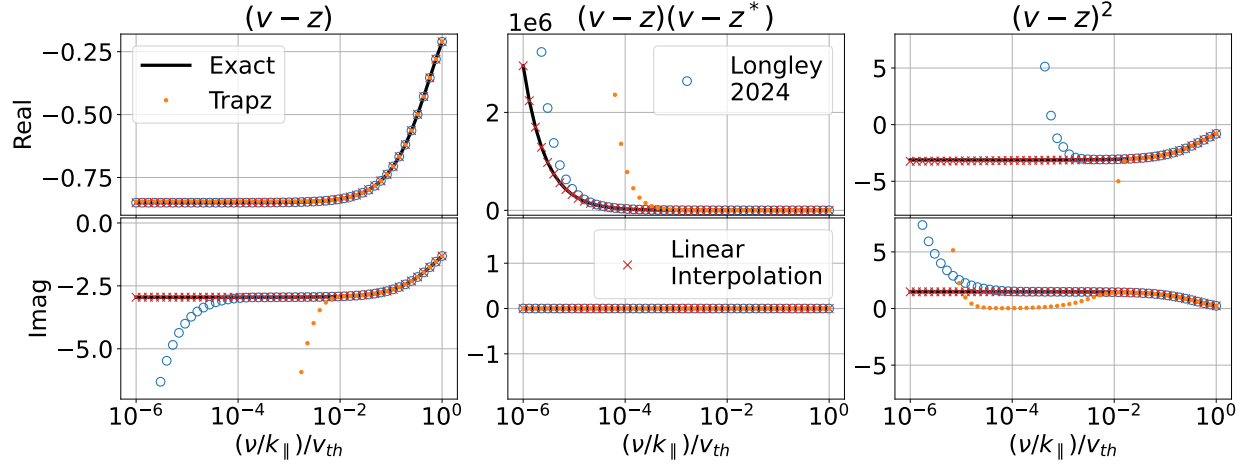 (v − z)
(v − z)(v − z*)
(v − z)²
1e6
Real
−0.25
−0.50
−0.75
Exact
Trapz
4
2
0
Longley
2024
5
0
−5
Imag
0.0
−2.5
−5.0
1
0
−1
Linear
Interpolation
5
0
−5
10⁻⁶ 10⁻⁴ 10⁻² 10⁰
10⁻⁶ 10⁻⁴ 10⁻² 10⁰
10⁻⁶ 10⁻⁴ 10⁻² 10⁰
(ν/k∥)/vth
(ν/k∥)/vth
(ν/k∥)/vth